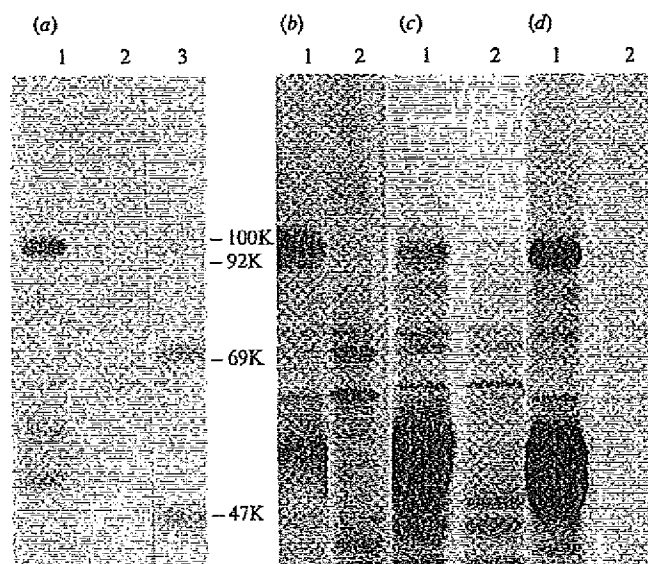 (a) (b) (c) (d)
1 2 3 1 2 1 2 1 2
– 100K
– 92K
– 69K
– 47K